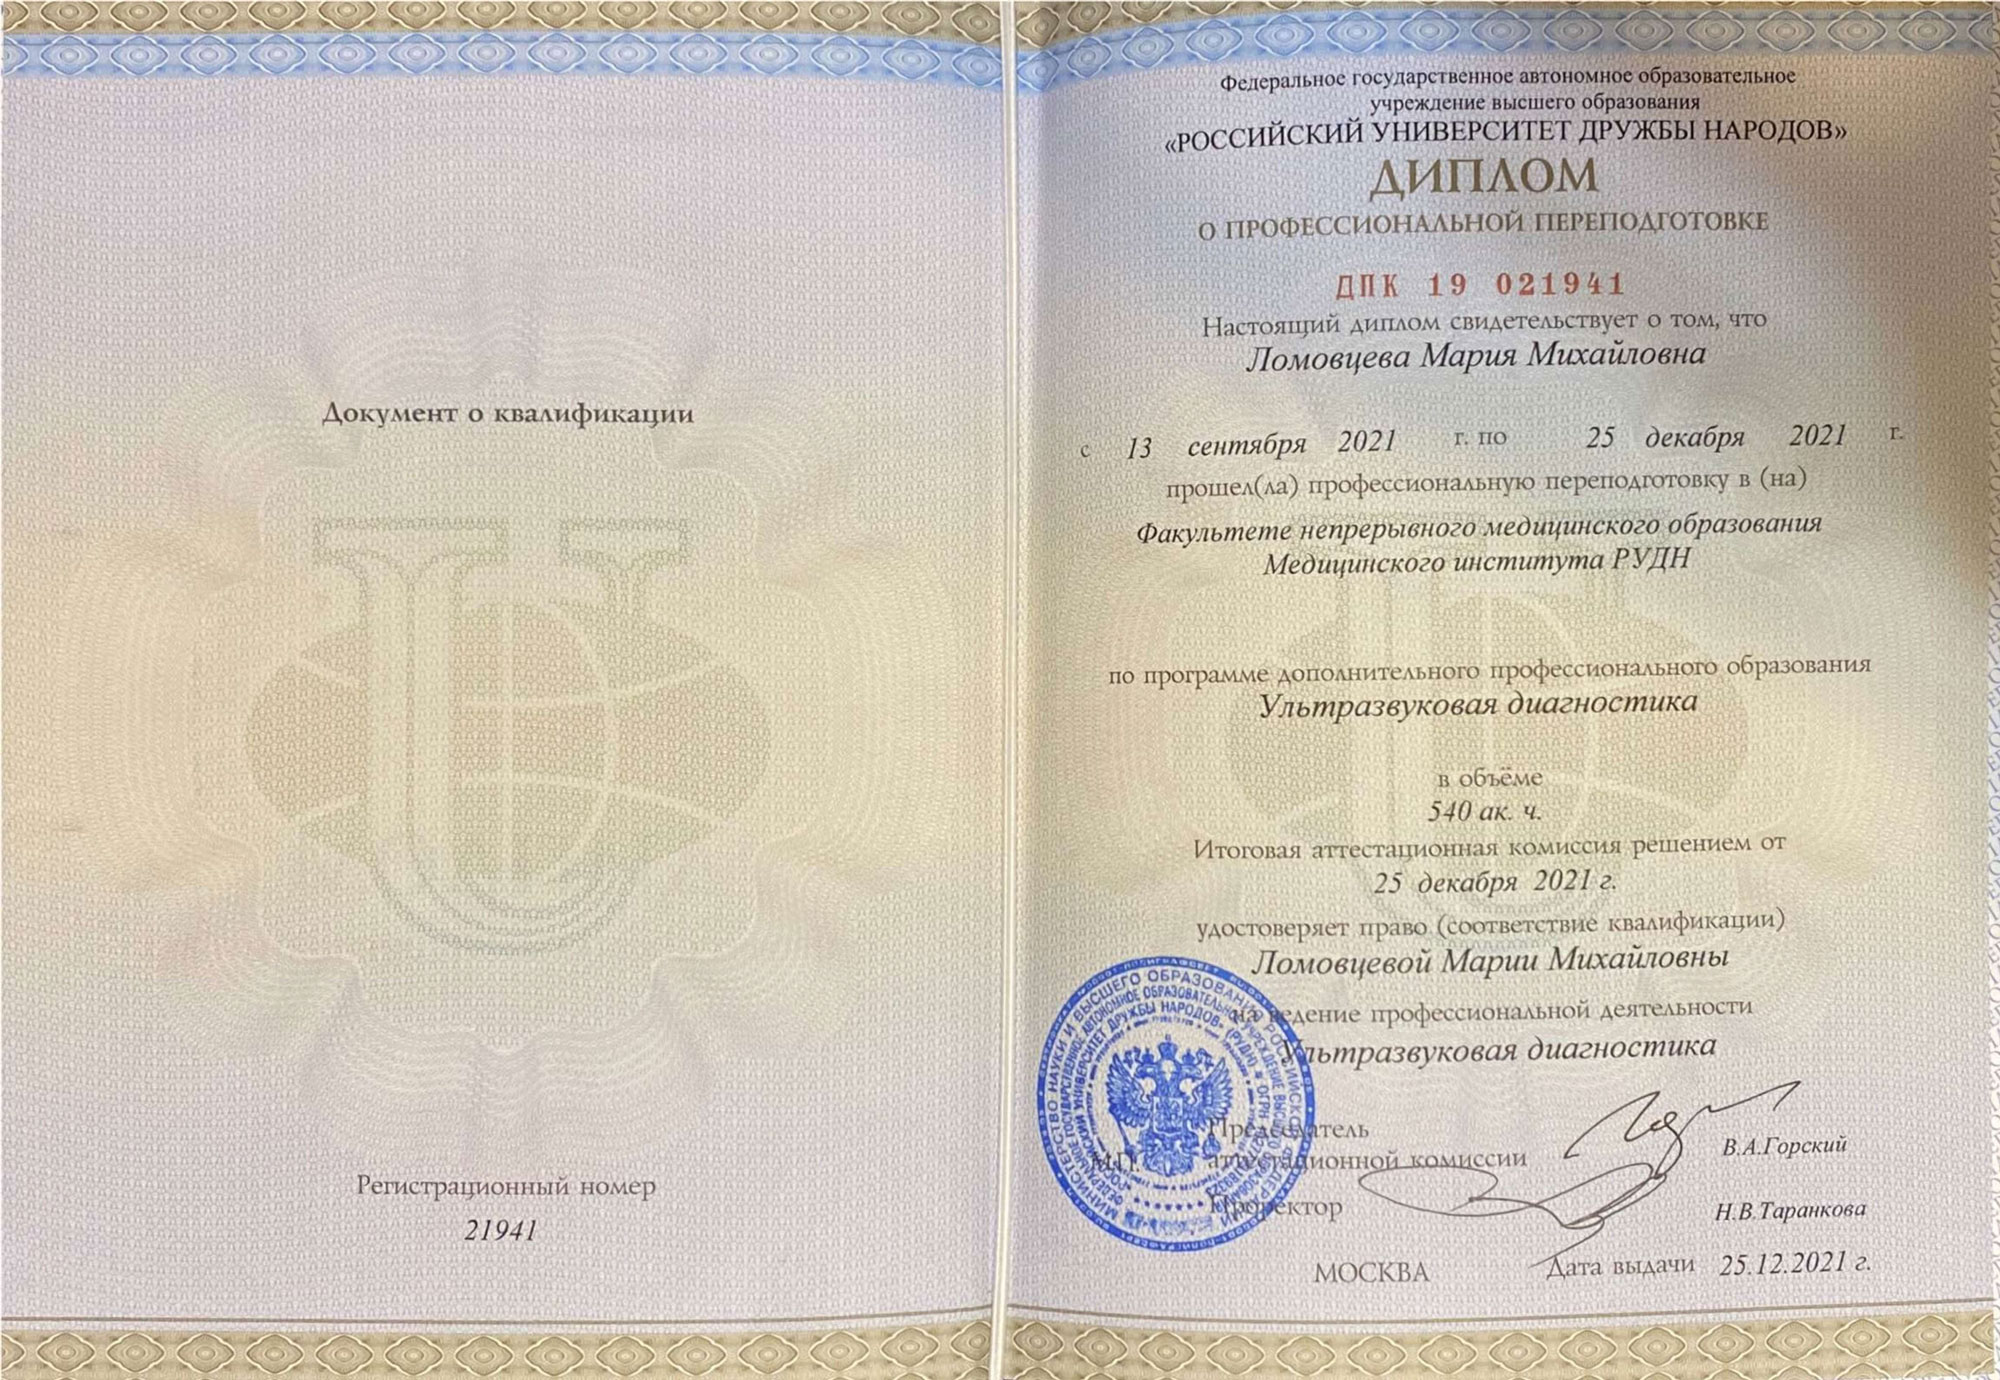 Документ о квалификации
Регистрационный номер
21941
Федеральное государственное автономное образовательное
учреждение высшего образования
«РОССИЙСКИЙ УНИВЕРСИТЕТ ДРУЖБЫ НАРОДОВ»
ДИПЛОМ
О ПРОФЕССИОНАЛЬНОЙ ПЕРЕПОДГОТОВКЕ
ДПК 19 021941
Настоящий диплом свидетельствует о том, что
Ломовцева Мария Михайловна
с 13 сентября 2021 г. по 25 декабря 2021 г.
прошел(ла) профессиональную переподготовку в (на)
Факультете непрерывного медицинского образования
Медицинского института РУДН
по программе дополнительного профессионального образования
Ультразвуковая диагностика
в объёме
540 ак. ч.
Итоговая аттестационная комиссия решением от
25 декабря 2021 г.
удостоверяет право (соответствие квалификации)
Ломовцевой Марии Михайловны
на ведение профессиональной деятельности
Ультразвуковая диагностика
Председатель
М.П. аттестационной комиссии В.А.Горский
Проректор Н.В.Таранкова
МОСКВА Дата выдачи 25.12.2021 г.